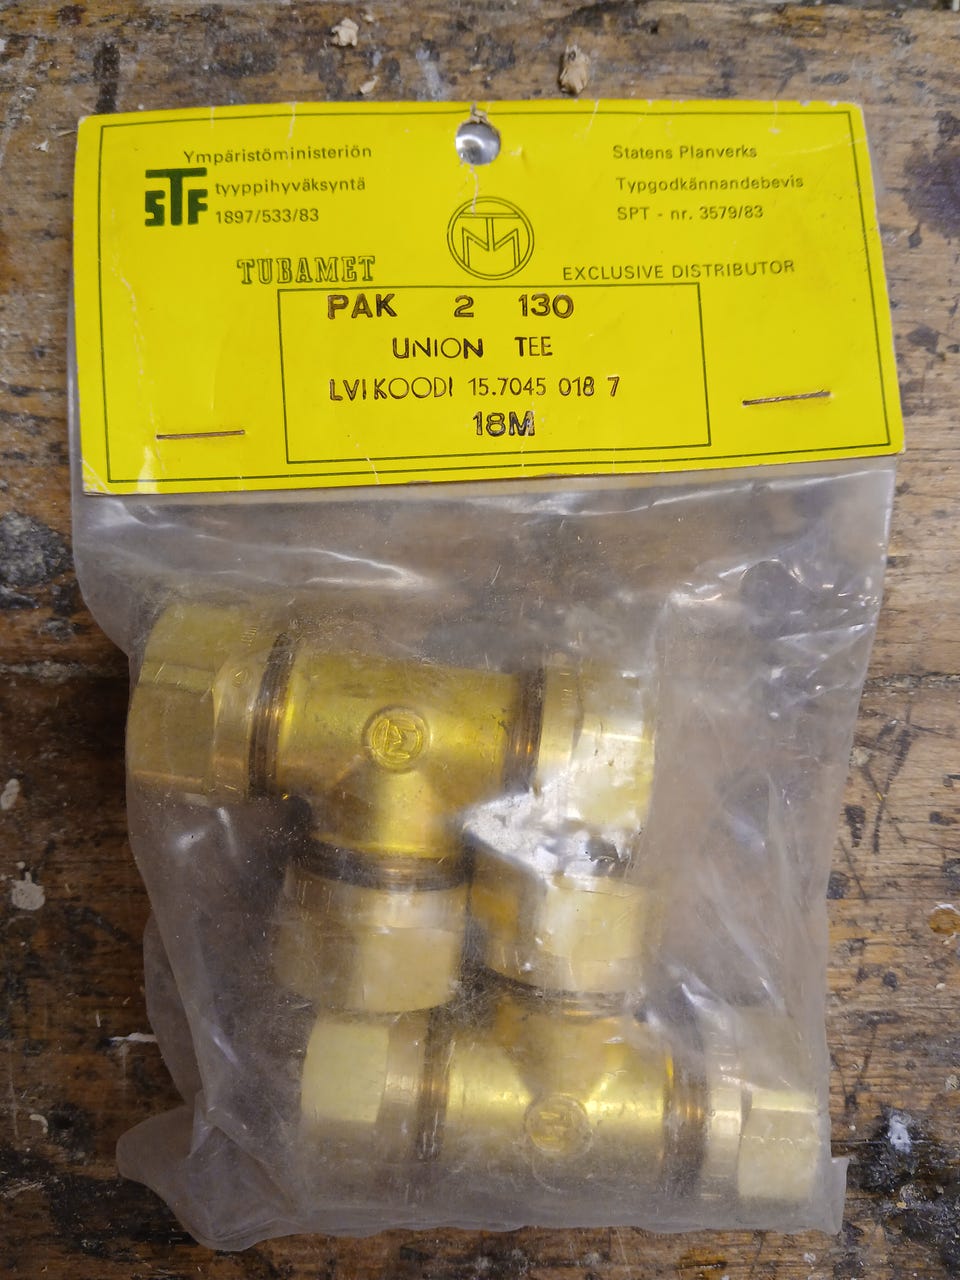 Ympäristöministeriön
STF tyyppihyväksyntä
1897/533/83
Statens Planverks
Typgodkännandebevis
SPT - nr. 3579/83
TM
TUBAMET
EXCLUSIVE DISTRIBUTOR
PAK 2 130
UNION TEE
LVI KOODI 15.7045 018 7
18M